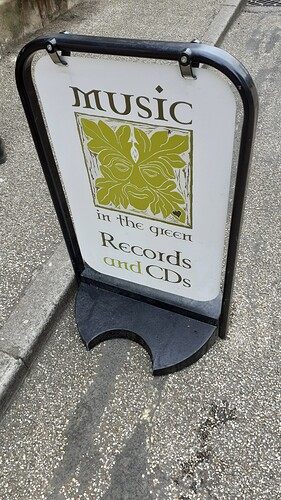 MUSIC
in the green
Records
and CDs